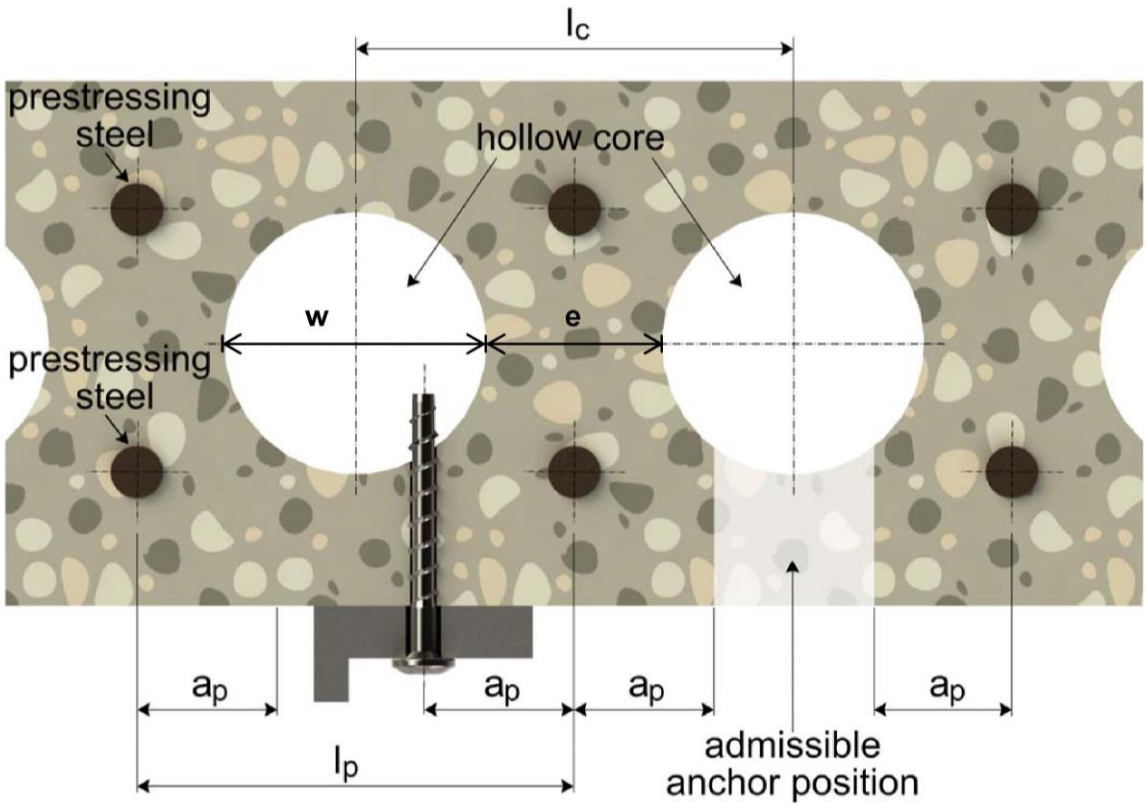 lc
prestressing
steel
hollow core
w
e
prestressing
steel
ap
ap
ap
ap
lp
admissible
anchor position